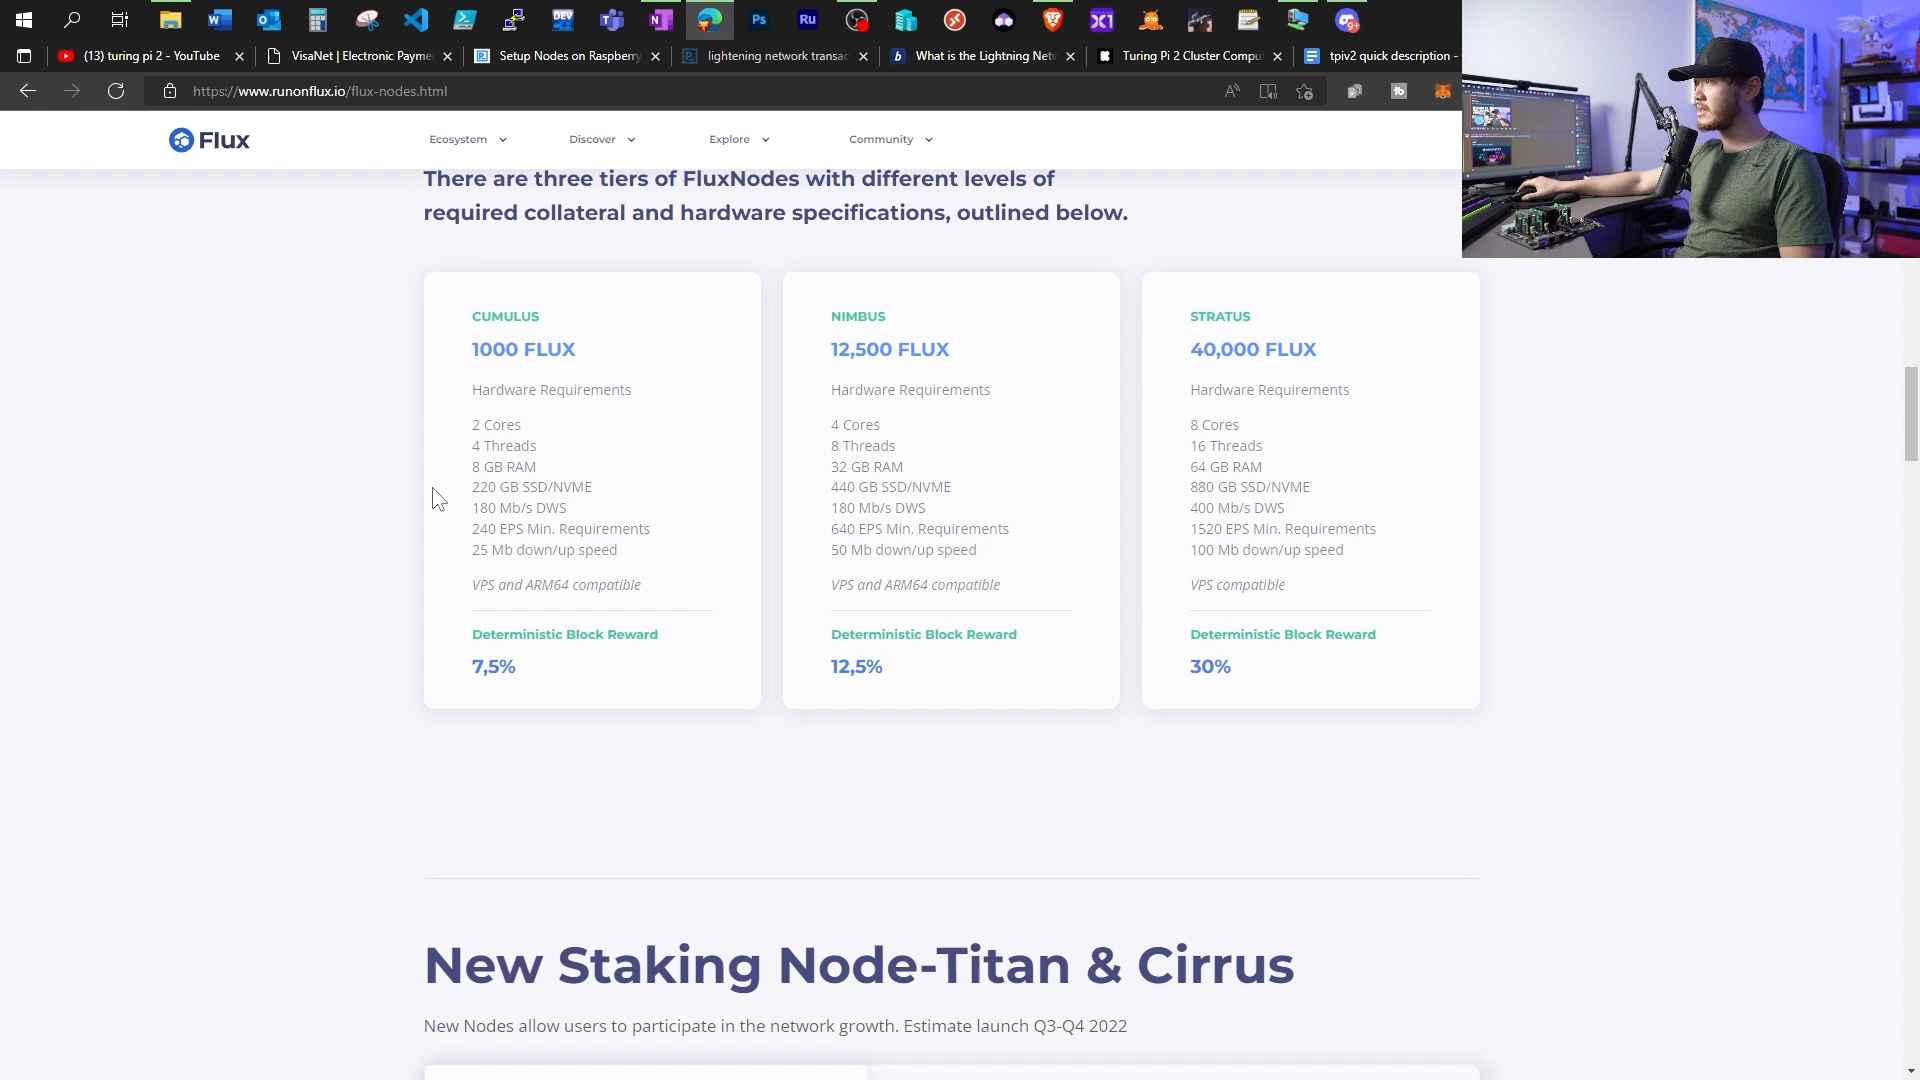 (13) turing pi 2 - YouTube
VisaNet | Electronic Payme
Setup Nodes on Raspberry
lightening network transac
What is the Lightning Netw
Turing Pi 2 Cluster Comput
tpiv2 quick description -
https://www.runonflux.io/flux-nodes.html
Flux
Ecosystem
Discover
Explore
Community
There are three tiers of FluxNodes with different levels of
required collateral and hardware specifications, outlined below.
CUMULUS
1000 FLUX
Hardware Requirements
2 Cores
4 Threads
8 GB RAM
220 GB SSD/NVME
180 Mb/s DWS
240 EPS Min. Requirements
25 Mb down/up speed
VPS and ARM64 compatible
Deterministic Block Reward
7,5%
NIMBUS
12,500 FLUX
Hardware Requirements
4 Cores
8 Threads
32 GB RAM
440 GB SSD/NVME
180 Mb/s DWS
640 EPS Min. Requirements
50 Mb down/up speed
VPS and ARM64 compatible
Deterministic Block Reward
12,5%
STRATUS
40,000 FLUX
Hardware Requirements
8 Cores
16 Threads
64 GB RAM
880 GB SSD/NVME
400 Mb/s DWS
1520 EPS Min. Requirements
100 Mb down/up speed
VPS compatible
Deterministic Block Reward
30%
New Staking Node-Titan & Cirrus
New Nodes allow users to participate in the network growth. Estimate launch Q3-Q4 2022